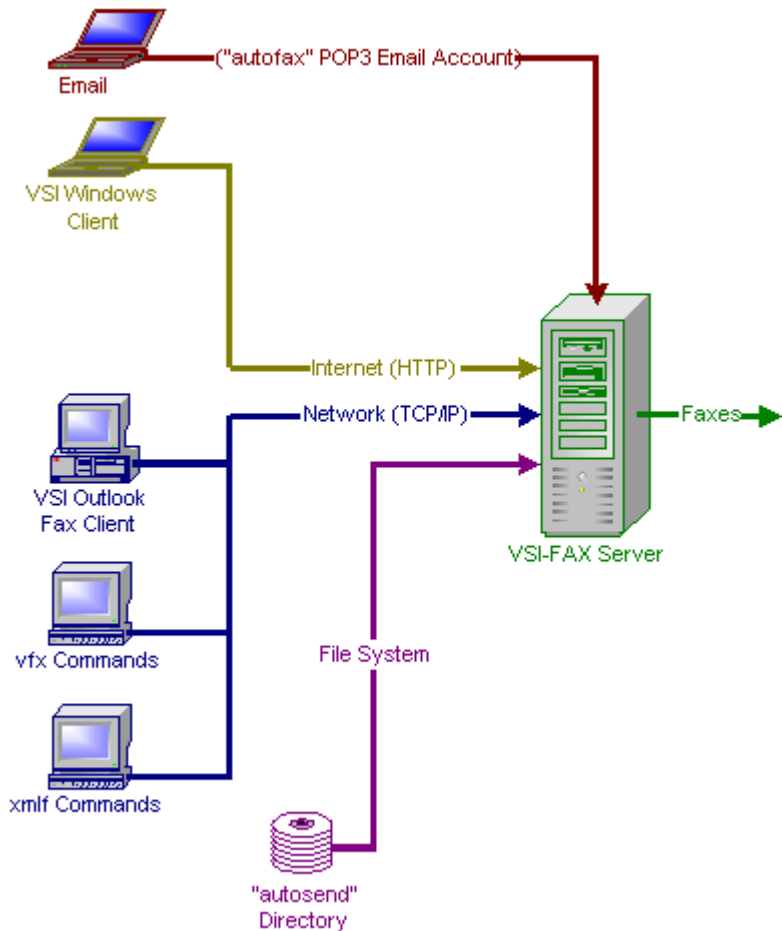 ("autofax" POP3 Email Account)
Email
VSI Windows
Client
Internet (HTTP)
Network (TCP/IP)
Faxes
VSI Outlook
Fax Client
VSI-FAX Server
vfx Commands
File System
xmlf Commands
"autosend"
Directory